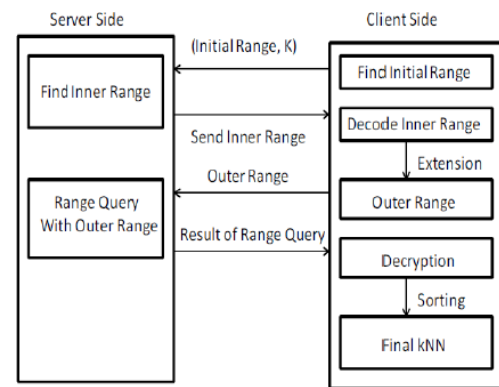 Server Side
Client Side
(Initial Range, K)
Find Initial Range
Find Inner Range
Send Inner Range
Decode Inner Range
Extension
Outer Range
Outer Range
Range Query
With Outer Range
Result of Range Query
Decryption
Sorting
Final kNN